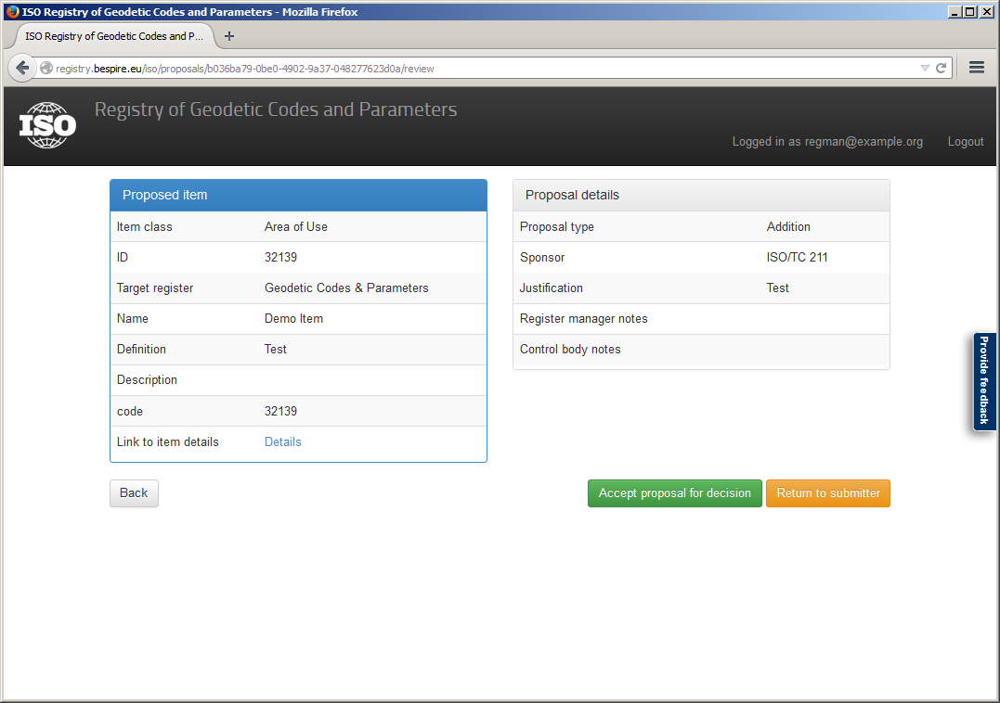 ISO Registry of Geodetic Codes and Parameters - Mozilla Firefox
ISO Registry of Geodetic Codes and P...
registry.bespire.eu/iso/proposals/b036ba79-0be0-4902-9a37-048277623d0a/review
ISO
Registry of Geodetic Codes and Parameters
Logged in as regman@example.org Logout
Proposed item
Item class Area of Use
ID 32139
Target register Geodetic Codes & Parameters
Name Demo Item
Definition Test
Description
code 32139
Link to item details Details
Proposal details
Proposal type Addition
Sponsor ISO/TC 211
Justification Test
Register manager notes
Control body notes
Provide feedback
Back
Accept proposal for decision
Return to submitter